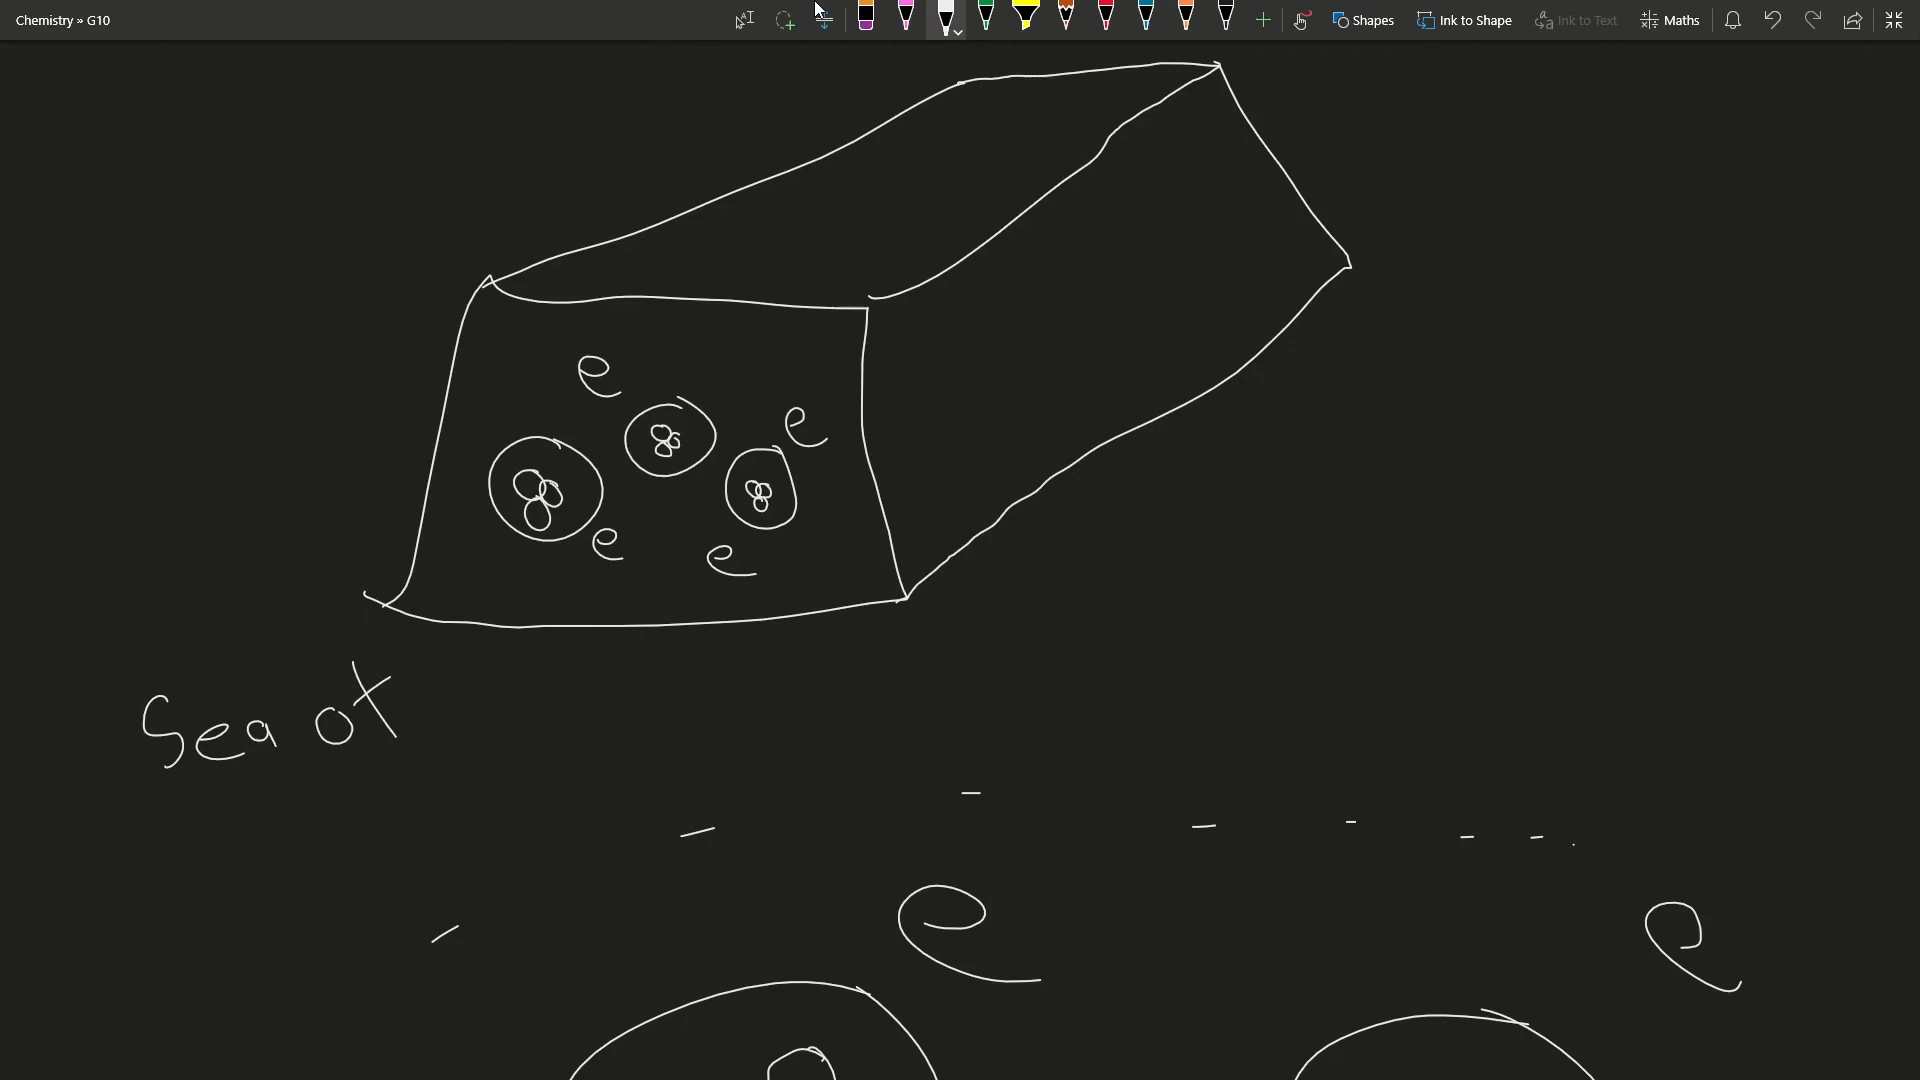 Chemistry » G10
Shapes
Ink to Shape
Ink to Text
Maths
e
e
e
e
Sea of
e
e